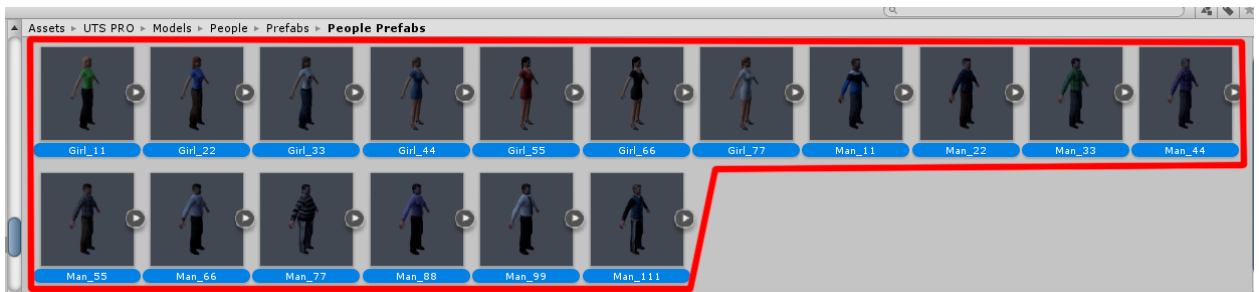 Assets ▸ UTS PRO ▸ Models ▸ People ▸ Prefabs ▸ People Prefabs
Girl_11 Girl_22 Girl_33 Girl_44 Girl_55 Girl_66 Girl_77 Man_11 Man_22 Man_33 Man_44
Man_55 Man_66 Man_77 Man_88 Man_99 Man_111